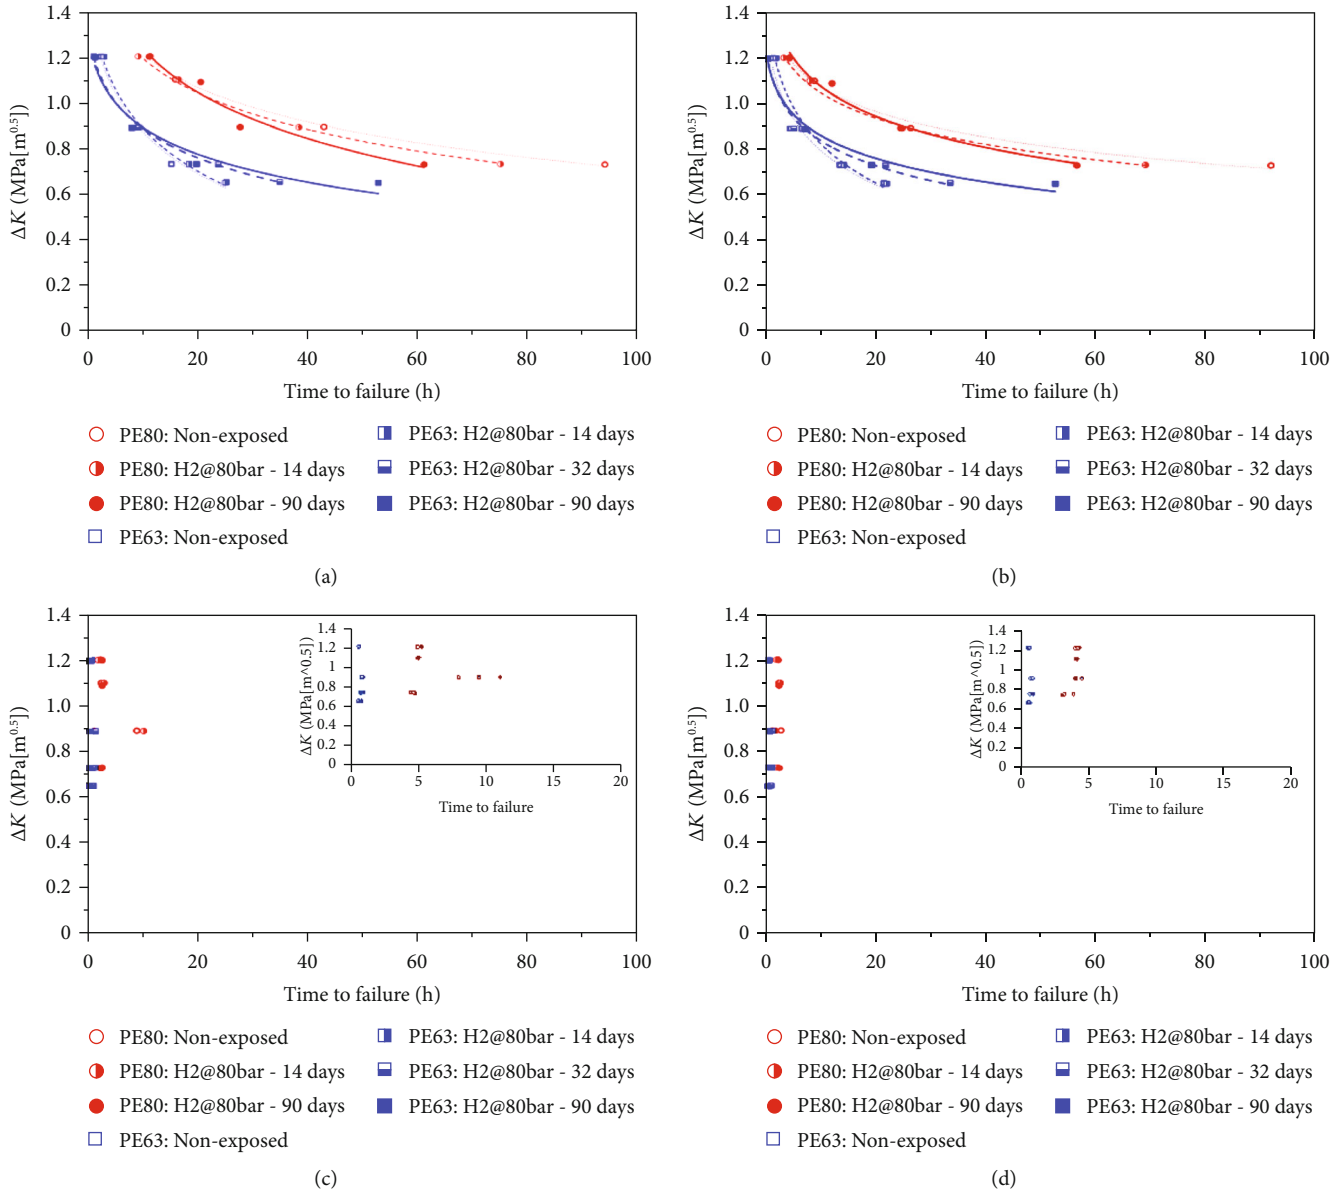 1.4
1.2
1.0
0.8
0.6
0.4
0.2
0
ΔK (MPa[m^0.5])
0 20 40 60 80 100
Time to failure (h)
PE80: Non-exposed
PE80: H2@80bar - 14 days
PE80: H2@80bar - 90 days
PE63: Non-exposed
PE63: H2@80bar - 14 days
PE63: H2@80bar - 32 days
PE63: H2@80bar - 90 days
(a)
1.4
1.2
1.0
0.8
0.6
0.4
0.2
0
ΔK (MPa[m^0.5])
0 20 40 60 80 100
Time to failure (h)
PE80: Non-exposed
PE80: H2@80bar - 14 days
PE80: H2@80bar - 90 days
PE63: Non-exposed
PE63: H2@80bar - 14 days
PE63: H2@80bar - 32 days
PE63: H2@80bar - 90 days
(b)
1.4
1.2
1.0
0.8
0.6
0.4
0.2
0
ΔK (MPa[m^0.5])
0 20 40 60 80 100
Time to failure (h)
1.4
1.2
1
0.8
0.6
0.4
0.2
0
ΔK (MPa[m^0.5])
0 5 10 15 20
Time to failure
PE80: Non-exposed
PE80: H2@80bar - 14 days
PE80: H2@80bar - 90 days
PE63: Non-exposed
PE63: H2@80bar - 14 days
PE63: H2@80bar - 32 days
PE63: H2@80bar - 90 days
(c)
1.4
1.2
1.0
0.8
0.6
0.4
0.2
0
ΔK (MPa[m^0.5])
0 20 40 60 80 100
Time to failure (h)
1.4
1.2
1
0.8
0.6
0.4
0.2
0
ΔK (MPa[m^0.5])
0 5 10 15 20
Time to failure
PE80: Non-exposed
PE80: H2@80bar - 14 days
PE80: H2@80bar - 90 days
PE63: Non-exposed
PE63: H2@80bar - 14 days
PE63: H2@80bar - 32 days
PE63: H2@80bar - 90 days
(d)